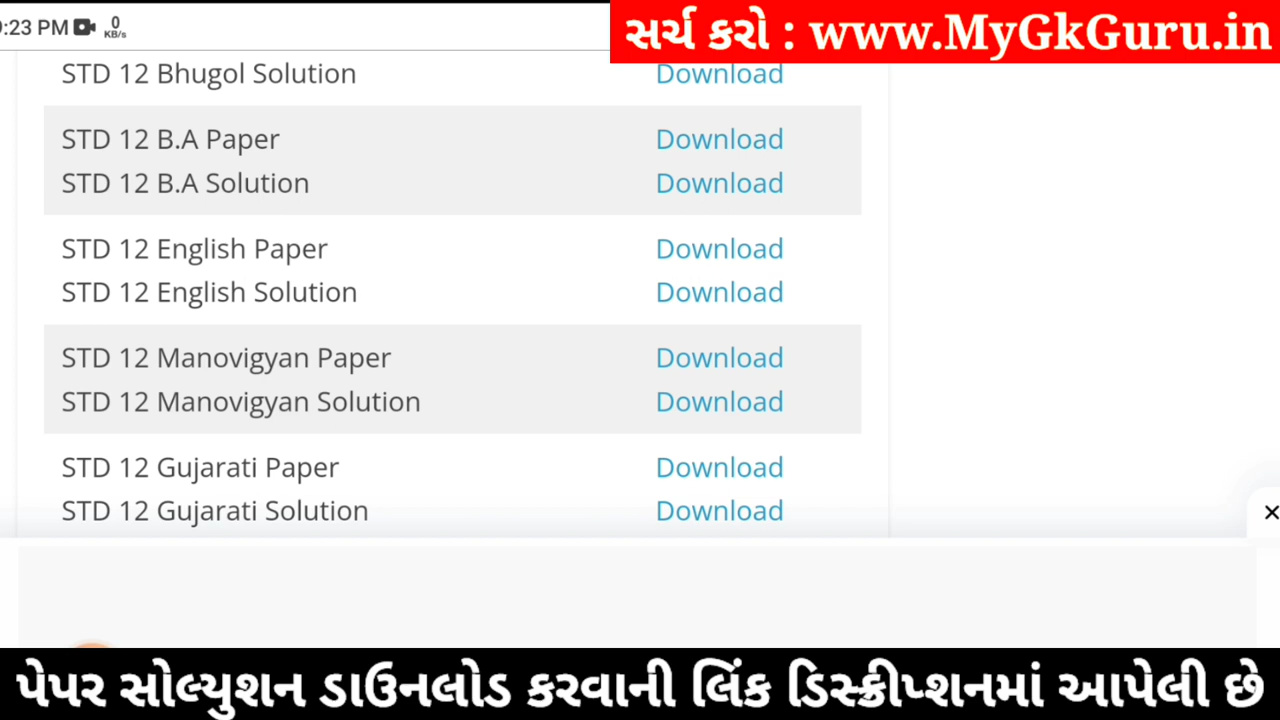 :23 PM 0 KB/s
સર્ચ કરો : www.MyGkGuru.in
STD 12 Bhugol Solution Download
STD 12 B.A Paper Download
STD 12 B.A Solution Download
STD 12 English Paper Download
STD 12 English Solution Download
STD 12 Manovigyan Paper Download
STD 12 Manovigyan Solution Download
STD 12 Gujarati Paper Download
STD 12 Gujarati Solution Download
પેપર સોલ્યુશન ડાઉનલોડ કરવાની લિંક ડિસ્ક્રીપ્શનમાં આપેલી છે